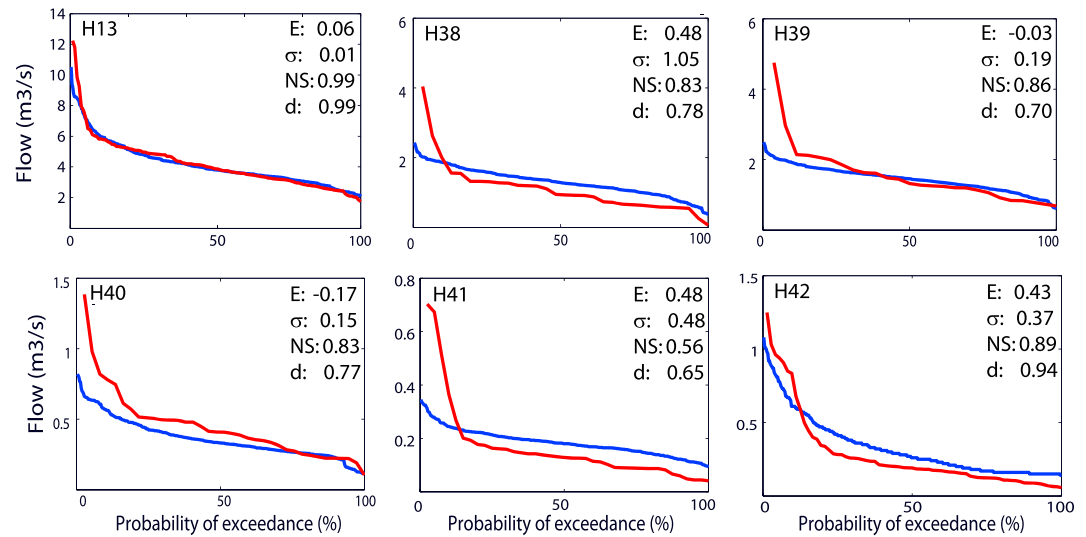 H13
E: 0.06
σ: 0.01
NS: 0.99
d: 0.99
14
12
10
8
6
4
2
0 50 100
Flow (m3/s)
H38
E: 0.48
σ: 1.05
NS: 0.83
d: 0.78
6
4
2
0 50 100
H39
E: -0.03
σ: 0.19
NS: 0.86
d: 0.70
6
4
2
0 50 100
H40
E: -0.17
σ: 0.15
NS: 0.83
d: 0.77
1.5
1
0.5
0 50 100
Flow (m3/s)
Probability of exceedance (%)
H41
E: 0.48
σ: 0.48
NS: 0.56
d: 0.65
0.8
0.6
0.4
0.2
0 50 100
Probability of exceedance (%)
H42
E: 0.43
σ: 0.37
NS: 0.89
d: 0.94
1.5
1
0.5
0 50 100
Probability of exceedance (%)